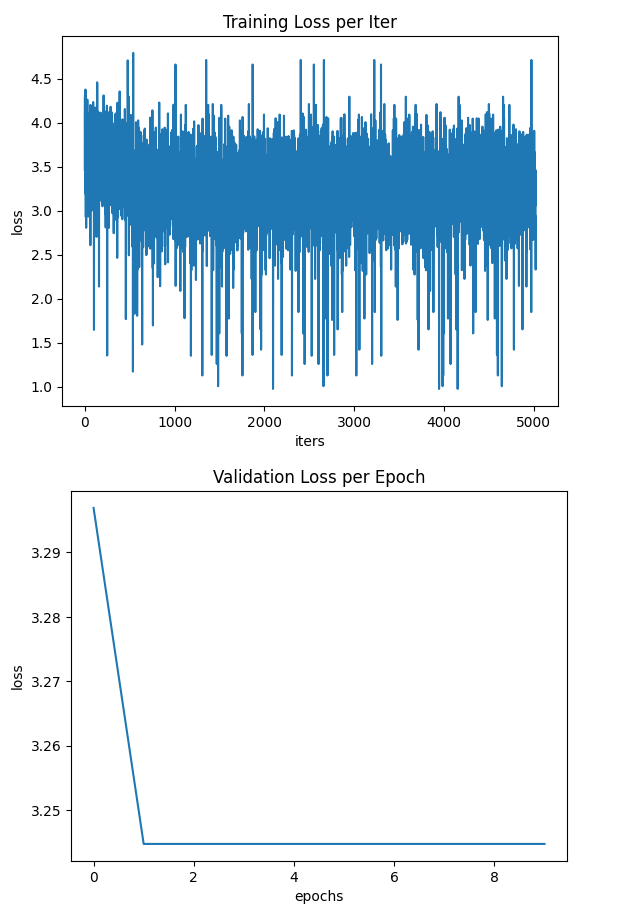 Training Loss per Iter
4.5
4.0
3.5
3.0
2.5
2.0
1.5
1.0
loss
0 1000 2000 3000 4000 5000
iters
Validation Loss per Epoch
3.29
3.28
3.27
3.26
3.25
loss
0 2 4 6 8
epochs